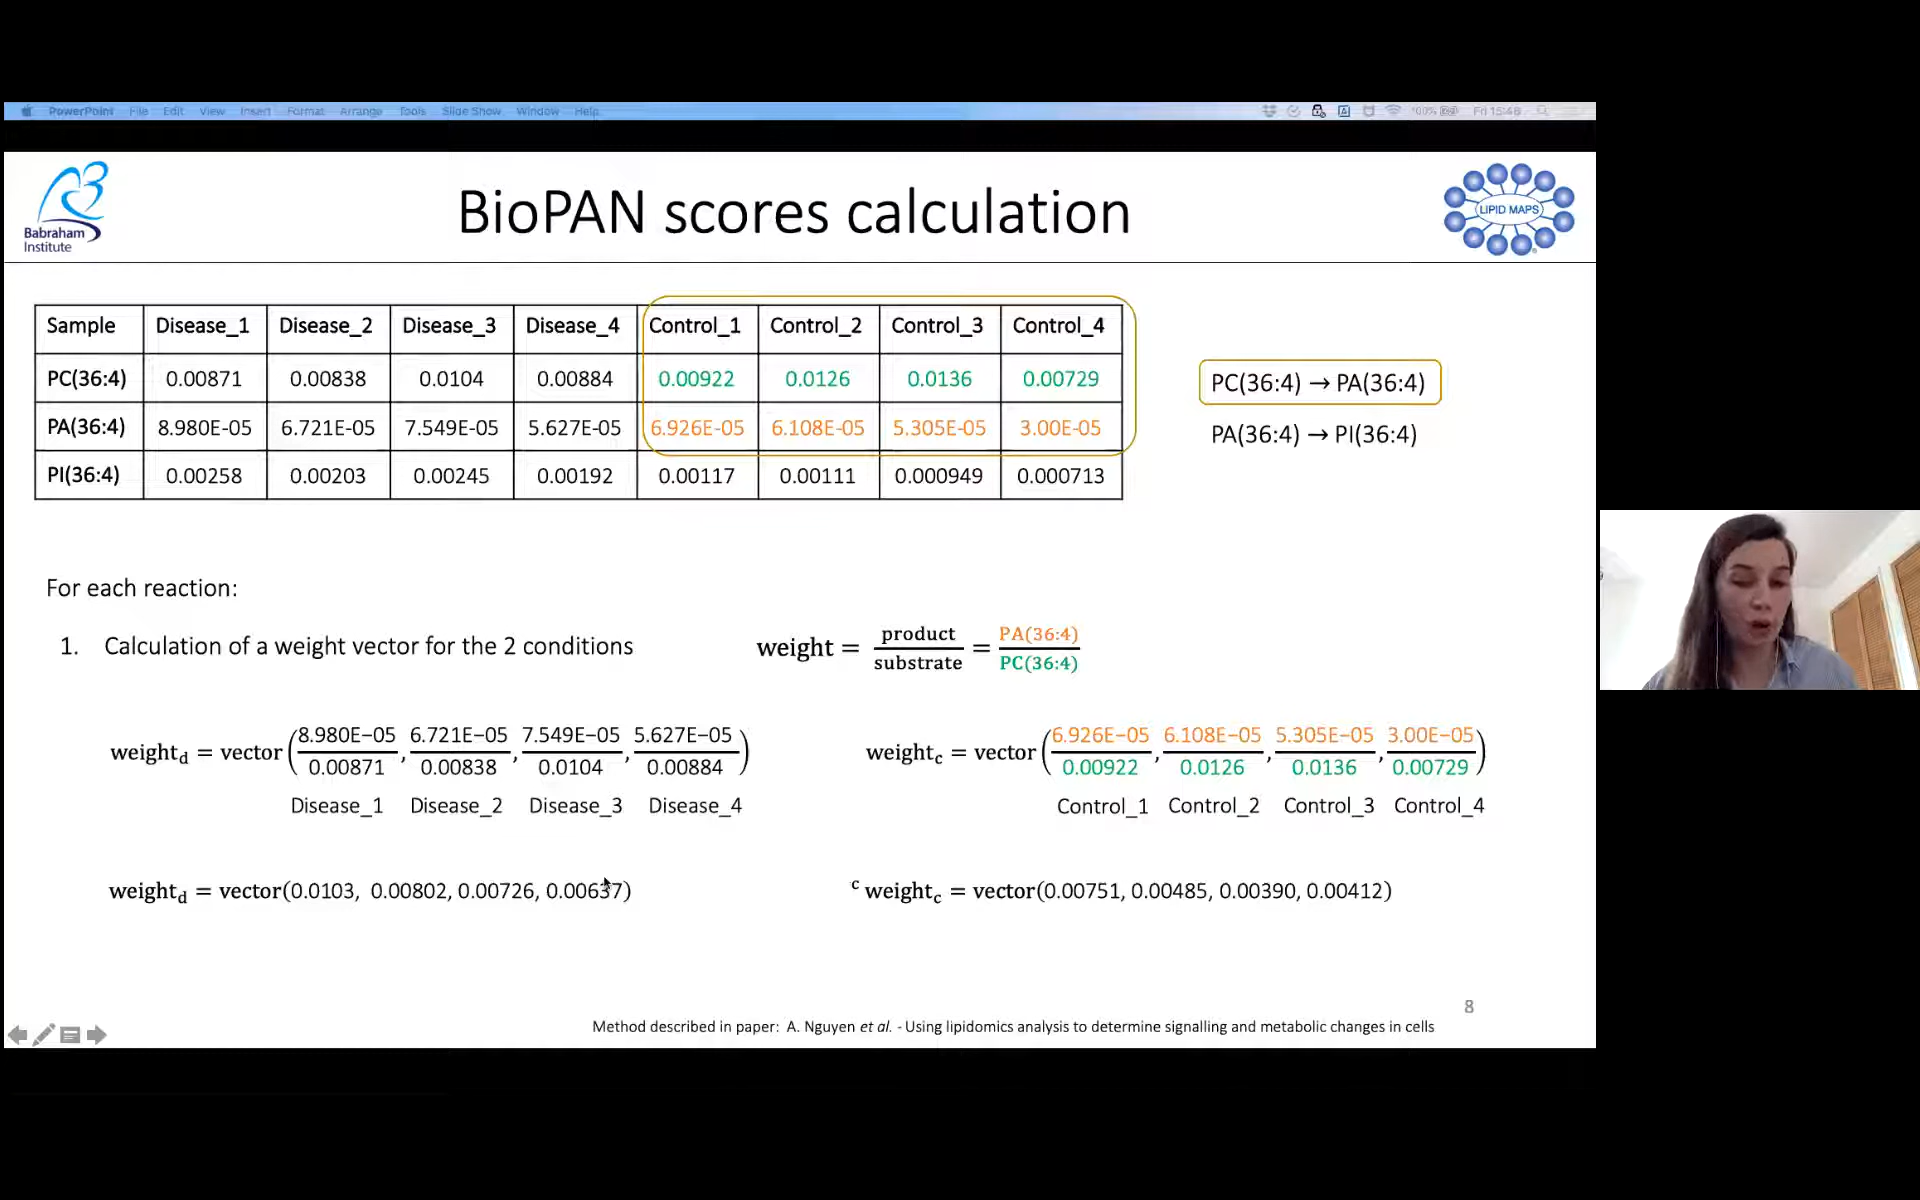 PowerPoint File Edit View Insert Format Arrange Tools Slide Show Window Help 100% Fri 15:48
Babraham
Institute
BioPAN scores calculation
LIPID MAPS
Sample Disease_1 Disease_2 Disease_3 Disease_4 Control_1 Control_2 Control_3 Control_4
PC(36:4) 0.00871 0.00838 0.0104 0.00884 0.00922 0.0126 0.0136 0.00729
PA(36:4) 8.980E-05 6.721E-05 7.549E-05 5.627E-05 6.926E-05 6.108E-05 5.305E-05 3.00E-05
PI(36:4) 0.00258 0.00203 0.00245 0.00192 0.00117 0.00111 0.000949 0.000713
PC(36:4) → PA(36:4)
PA(36:4) → PI(36:4)
For each reaction:
1. Calculation of a weight vector for the 2 conditions
weight = product/substrate = PA(36:4)/PC(36:4)
weight_d = vector(8.980E−05/0.00871, 6.721E−05/0.00838, 7.549E−05/0.0104, 5.627E−05/0.00884)
Disease_1 Disease_2 Disease_3 Disease_4
weight_c = vector(6.926E−05/0.00922, 6.108E−05/0.0126, 5.305E−05/0.0136, 3.00E−05/0.00729)
Control_1 Control_2 Control_3 Control_4
weight_d = vector(0.0103, 0.00802, 0.00726, 0.00637)
c weight_c = vector(0.00751, 0.00485, 0.00390, 0.00412)
8
Method described in paper: A. Nguyen et al. - Using lipidomics analysis to determine signalling and metabolic changes in cells